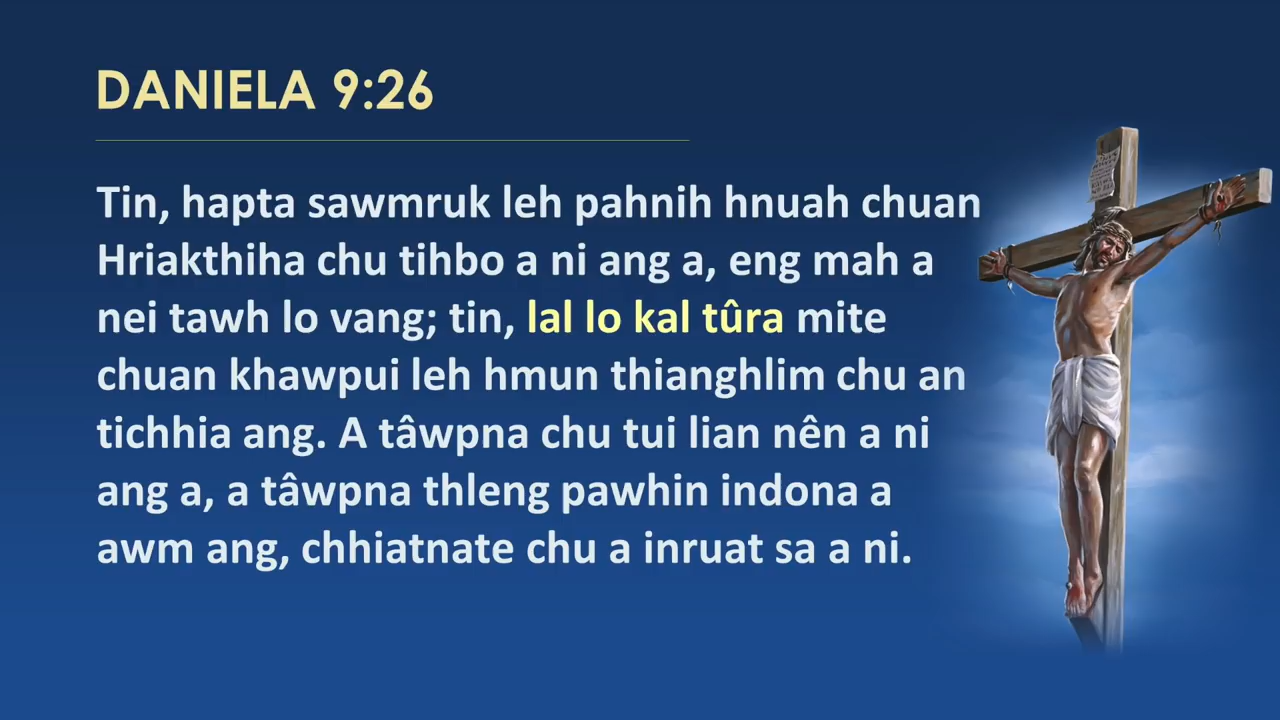 DANIELA 9:26
Tin, hapta sawmruk leh pahnih hnuah chuan
Hriakthiha chu tihbo a ni ang a, eng mah a
nei tawh lo vang; tin, lal lo kal tûra mite
chuan khawpui leh hmun thianghlim chu an
tichhia ang. A tâwpna chu tui lian nên a ni
ang a, a tâwpna thleng pawhin indona a
awm ang, chhiatnate chu a inruat sa a ni.